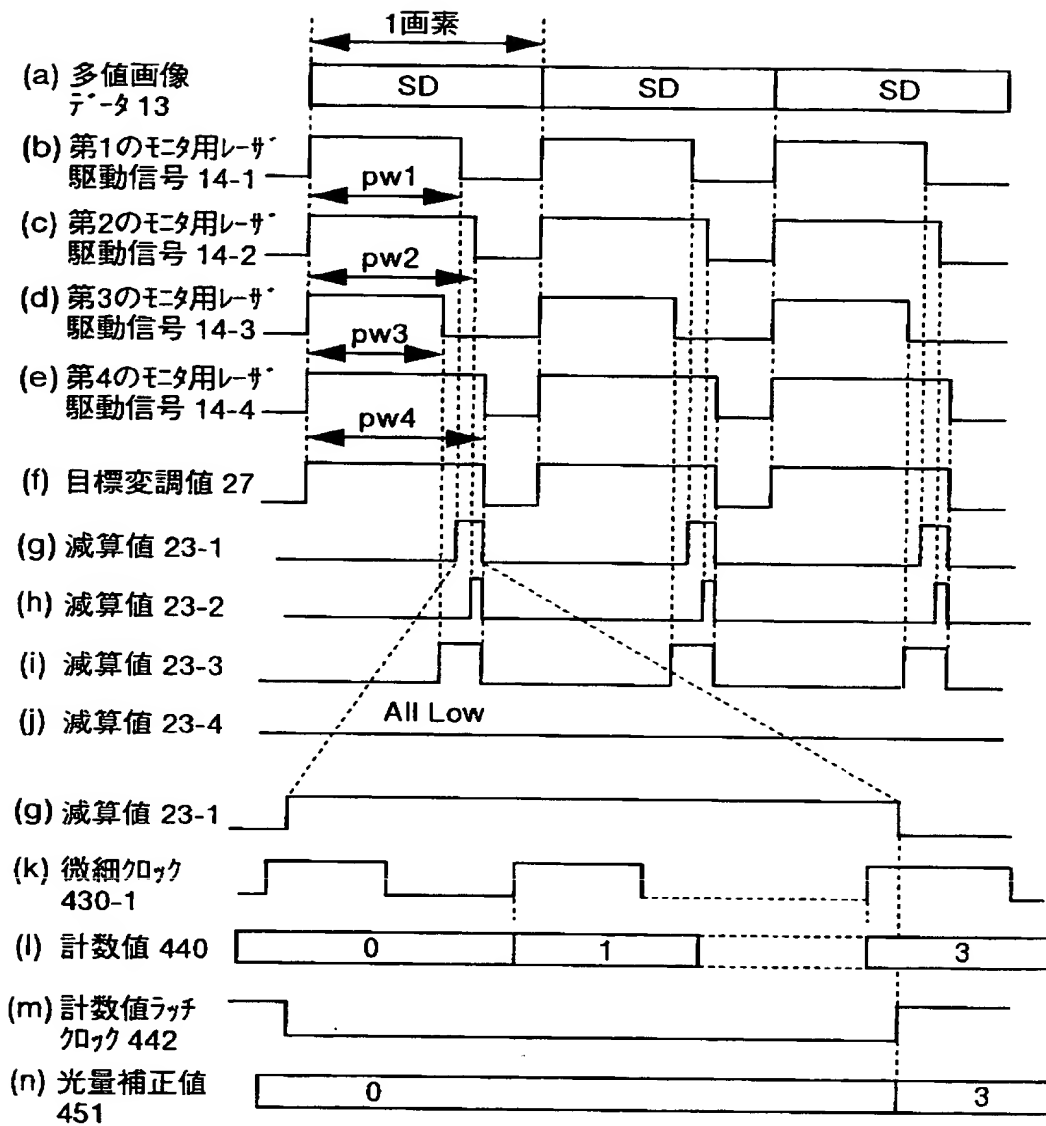 1画素
(a) 多値画像
データ 13
SD
SD
SD
(b) 第1のﾓﾆﾀ用ﾚｰｻﾞ
駆動信号 14-1
pw1
(c) 第2のﾓﾆﾀ用ﾚｰｻﾞ
駆動信号 14-2
pw2
(d) 第3のﾓﾆﾀ用ﾚｰｻﾞ
駆動信号 14-3
pw3
(e) 第4のﾓﾆﾀ用ﾚｰｻﾞ
駆動信号 14-4
pw4
(f) 目標変調値 27
(g) 減算値 23-1
(h) 減算値 23-2
(i) 減算値 23-3
(j) 減算値 23-4
All Low
(g) 減算値 23-1
(k) 微細ｸﾛｯｸ
430-1
(l) 計数値 440
0
1
3
(m) 計数値ﾗｯﾁ
ｸﾛｯｸ 442
(n) 光量補正値
451
0
3